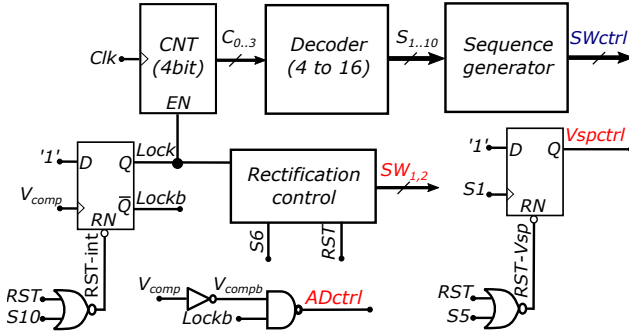 CNT
(4bit)
Clk
EN
C0..3
Decoder
(4 to 16)
S1..10
Sequence
generator
SWctrl
'1'
D
Q
Lock
Vcomp
Q̅
Lockb
RN
RST-int
RST
S10
Rectification
control
SW1,2
S6
RST
Vcomp
Vcompb
Lockb
ADctrl
'1'
D
Q
Vspctrl
S1
RN
RST-Vsp
RST
S5